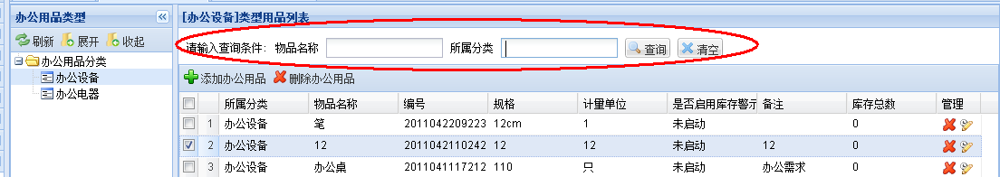 办公用品类型
刷新 展开 收起
办公用品分类
办公设备
办公电器
[办公设备]类型用品列表
请输入查询条件: 物品名称 所属分类 查询 清空
添加办公用品 删除办公用品
所属分类 物品名称 编号 规格 计量单位 是否启用库存警示 备注 库存总数 管理
1 办公设备 笔 2011042209223 12cm 1 未启动 0
2 办公设备 12 2011042110242 12 12 未启动 12 0
3 办公设备 办公桌 2011041117212 110 只 未启动 办公需求 0